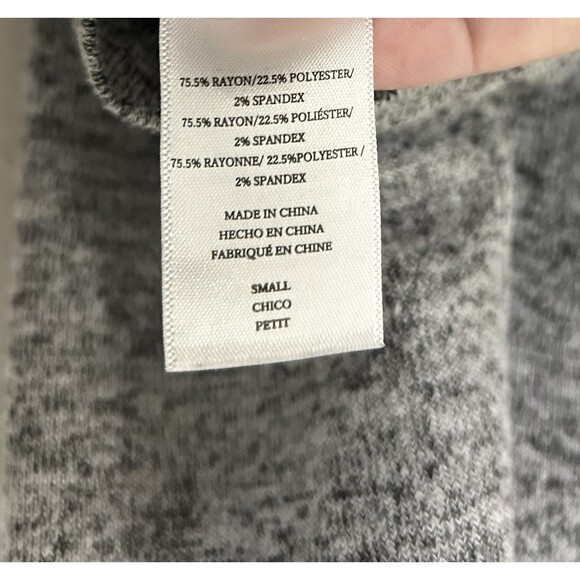 75.5% RAYON/22.5% POLYESTER/
2% SPANDEX
75.5% RAYON/22.5% POLIÉSTER/
2% SPANDEX
75.5% RAYONNE/ 22.5%POLYESTER /
2% SPANDEX
MADE IN CHINA
HECHO EN CHINA
FABRIQUÉ EN CHINE
SMALL
CHICO
PETIT